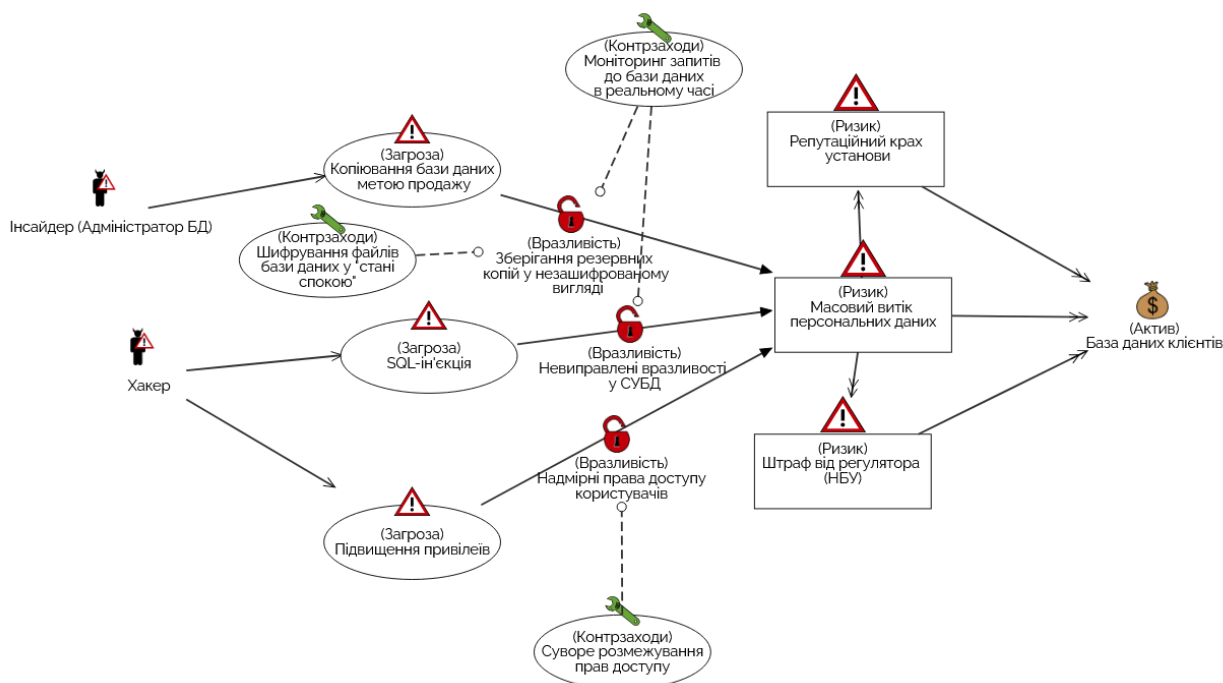 (Контрзаходи)
Моніторинг запитів
до бази даних
в реальному часі
(Ризик)
Репутаційний крах
установи
(Загроза)
Копіювання бази даних
метою продажу
Інсайдер (Адміністратор БД)
(Контрзаходи)
Шифрування файлів
бази даних у "стані
спокою"
(Вразливість)
Зберігання резервних
копій у незашифрованому
вигляді
(Ризик)
Масовий витік
персональних даних
$
(Актив)
База даних клієнтів
(Загроза)
SQL-ін'єкція
(Вразливість)
Невиправлені вразливості
у СУБД
Хакер
(Вразливість)
Надмірні права доступу
користувачів
(Ризик)
Штраф від регулятора
(НБУ)
(Загроза)
Підвищення привілеїв
(Контрзаходи)
Суворе розмежування
прав доступу